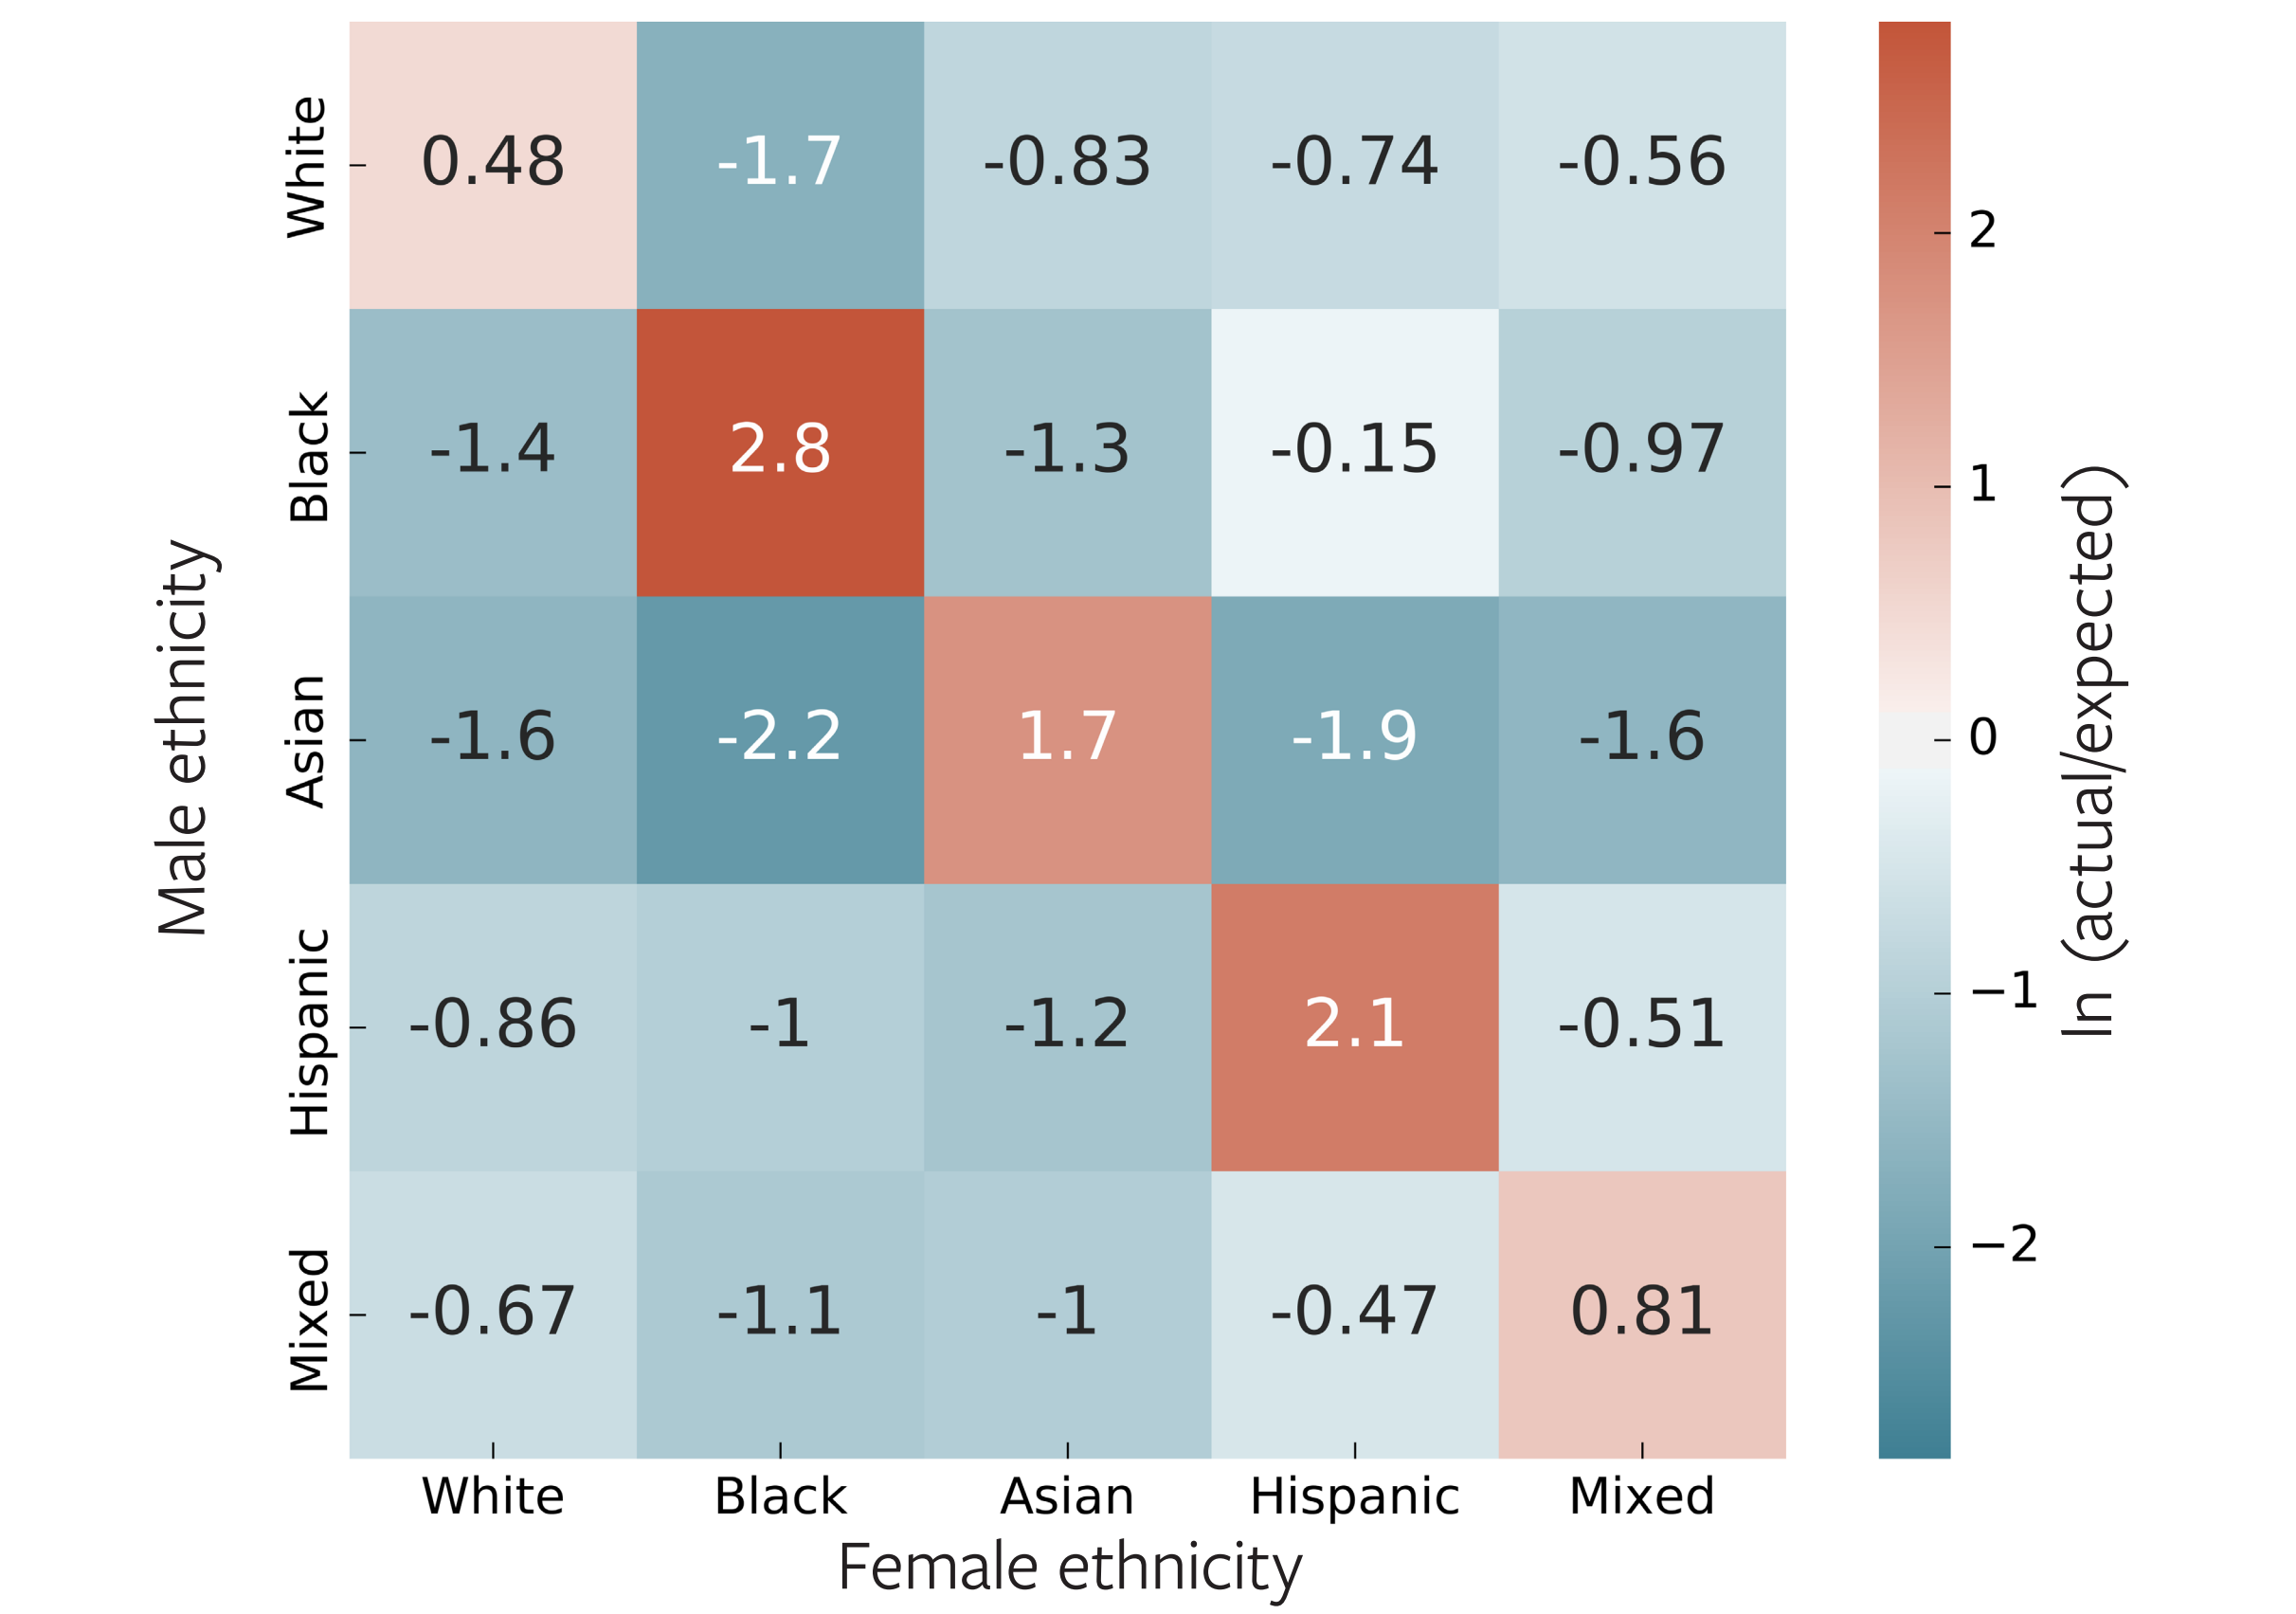 White
0.48 -1.7 -0.83 -0.74 -0.56
Black
-1.4 2.8 -1.3 -0.15 -0.97
Asian
-1.6 -2.2 1.7 -1.9 -1.6
Hispanic
-0.86 -1 -1.2 2.1 -0.51
Mixed
-0.67 -1.1 -1 -0.47 0.81
Male ethnicity
White Black Asian Hispanic Mixed
Female ethnicity
2
1
0
−1
−2
ln (actual/expected)